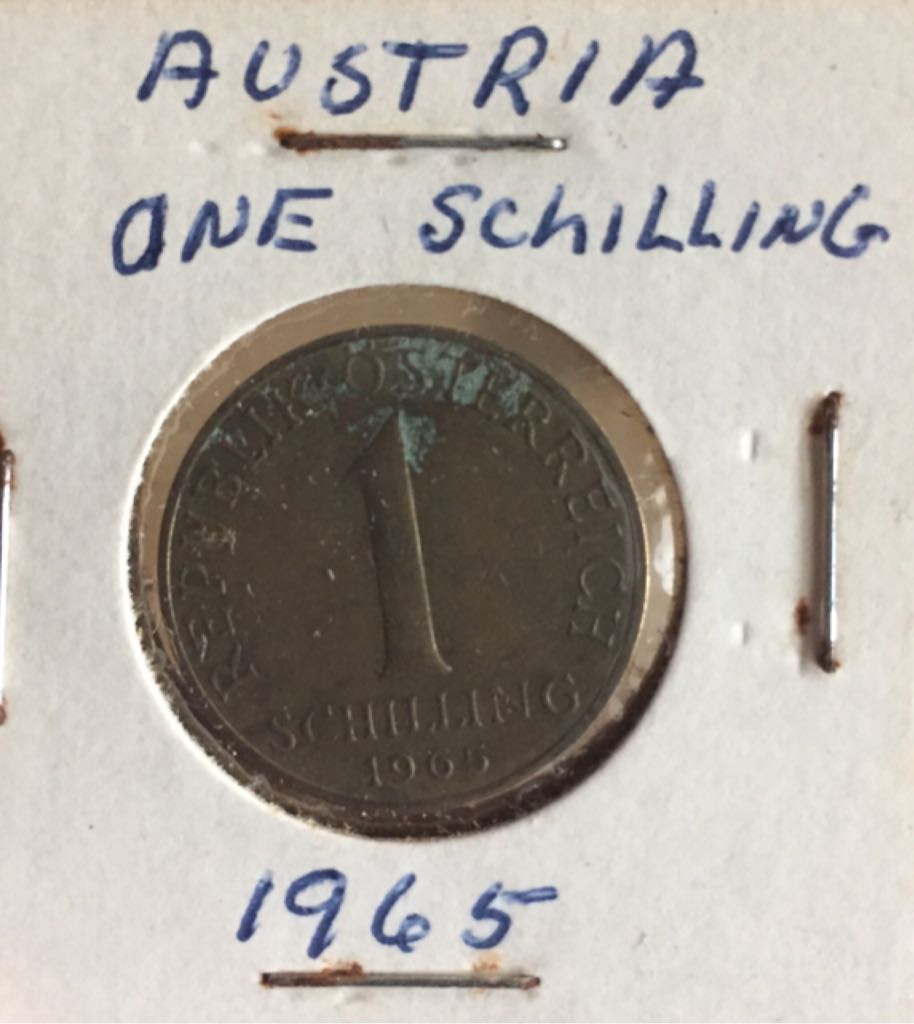 AUSTRIA
ONE SCHILLING
REPUBLIK·ÖSTERREICH
1
SCHILLING
1965
1965